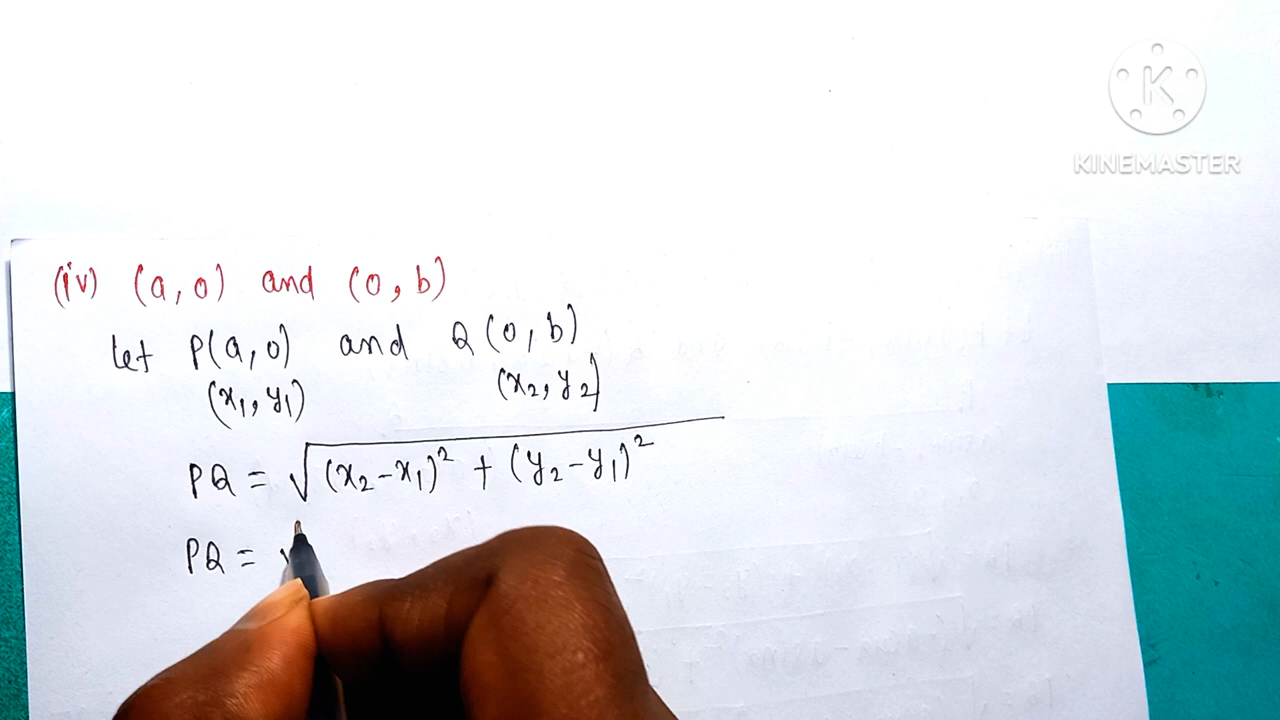 K
KINEMASTER
(iv) (a, 0) and (0, b)
let P(a, 0) and Q(0, b)
(x₁, y₁) (x₂, y₂)
PQ = √(x₂-x₁)² + (y₂-y₁)²
PQ = √